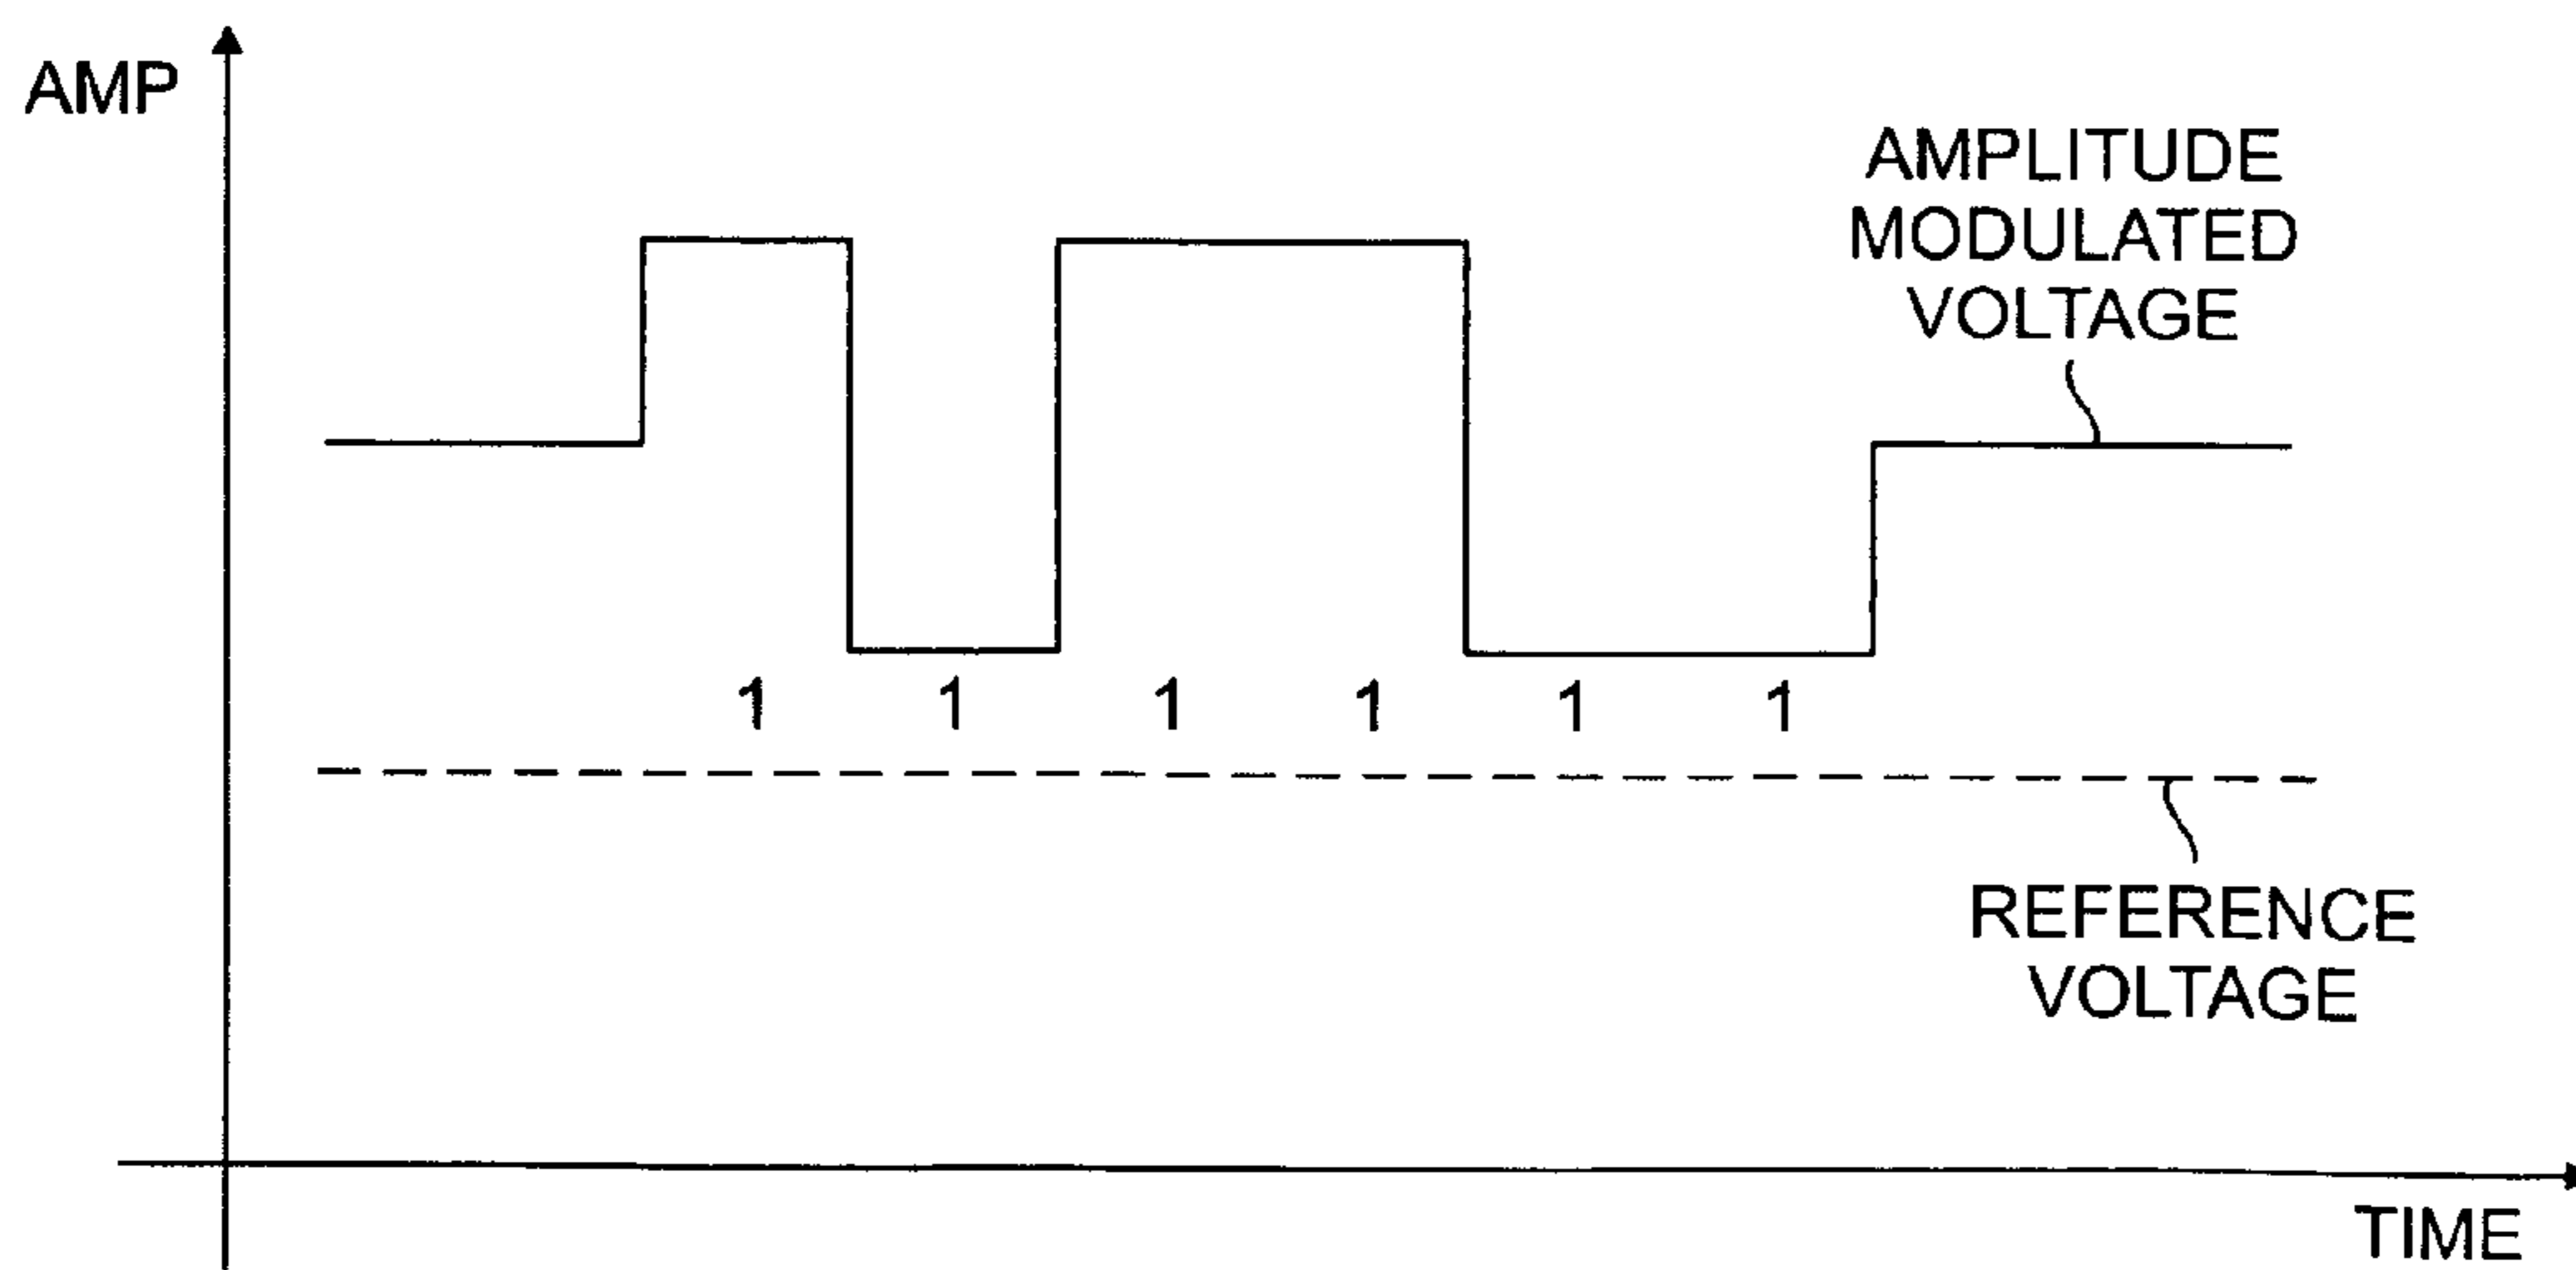 AMP
AMPLITUDE
MODULATED
VOLTAGE
1 1 1 1 1 1
REFERENCE
VOLTAGE
TIME